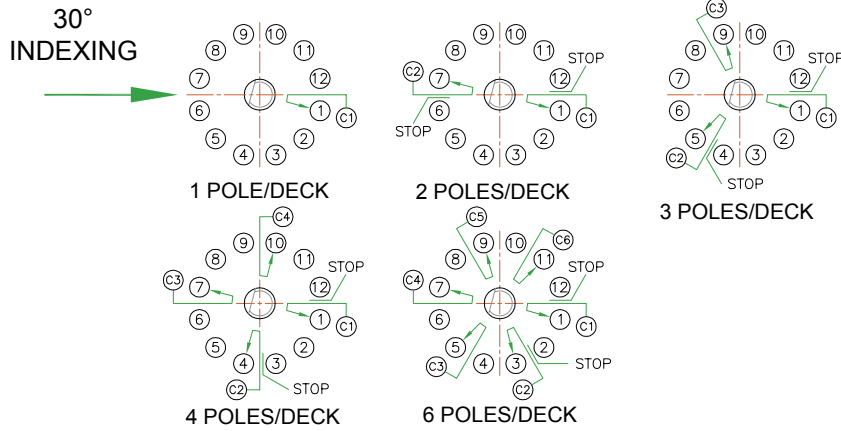 30°
INDEXING
9 10
8 11
7 12
6 1
5 2
4 3
C1
1 POLE/DECK
9 10
8 11
C2 7 12 STOP
STOP 6 1
5 2
4 3
C1
2 POLES/DECK
C3
9 10
8 11
7 12 STOP
6 1
5 2
C2 4 3
C1
STOP
3 POLES/DECK
C4
9 10
8 11
C3 7 12 STOP
6 1
5 2
4 3
C1
C2 STOP
4 POLES/DECK
C5
9 10 C6
8 11
C4 7 12 STOP
6 1
5 2
C3 4 3
C1
C2 STOP
6 POLES/DECK